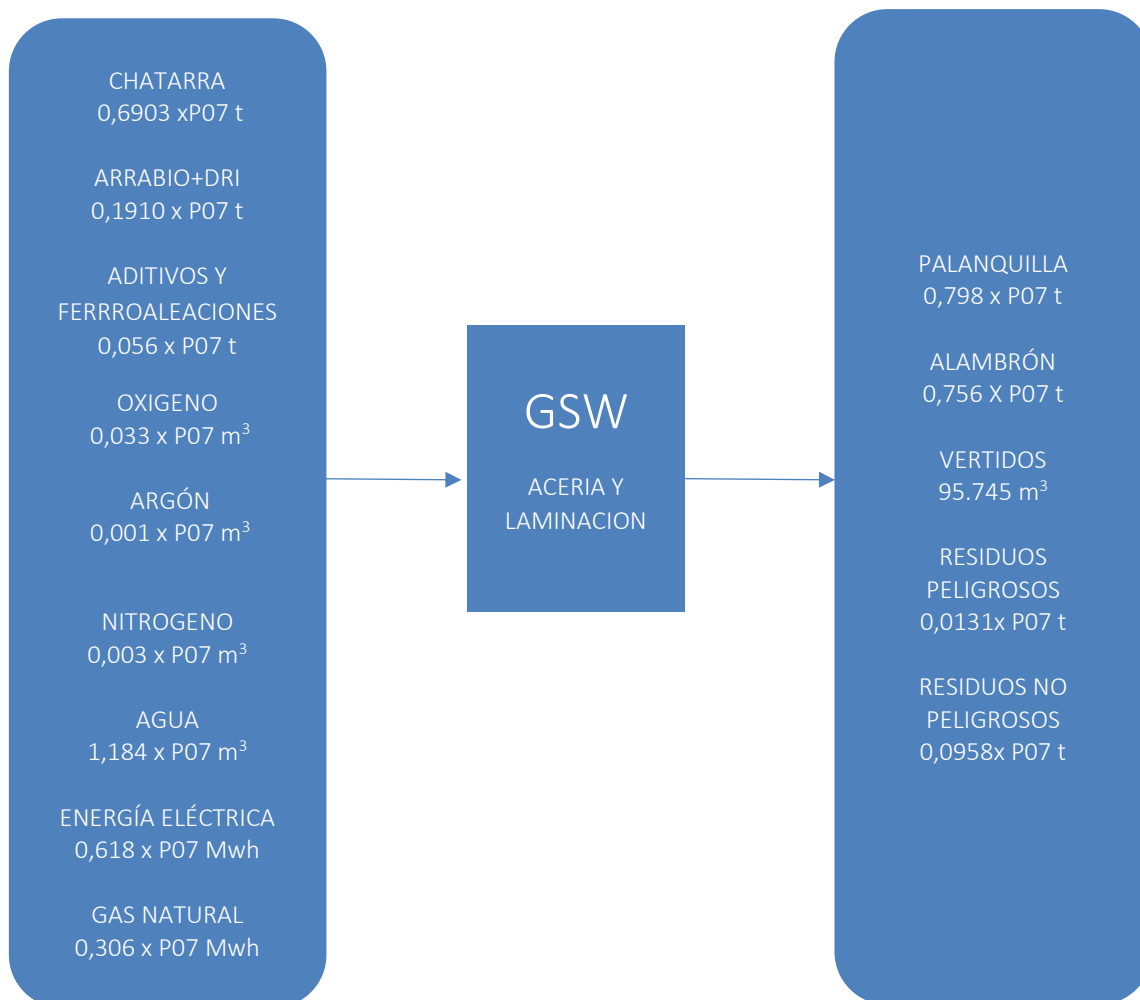 CHATARRA
0,6903 xP07 t
ARRABIO+DRI
0,1910 x P07 t
ADITIVOS Y
FERRROALEACIONES
0,056 x P07 t
OXIGENO
0,033 x P07 m³
ARGÓN
0,001 x P07 m³
NITROGENO
0,003 x P07 m³
AGUA
1,184 x P07 m³
ENERGÍA ELÉCTRICA
0,618 x P07 Mwh
GAS NATURAL
0,306 x P07 Mwh
GSW
ACERIA Y
LAMINACION
PALANQUILLA
0,798 x P07 t
ALAMBRÓN
0,756 X P07 t
VERTIDOS
95.745 m³
RESIDUOS
PELIGROSOS
0,0131x P07 t
RESIDUOS NO
PELIGROSOS
0,0958x P07 t